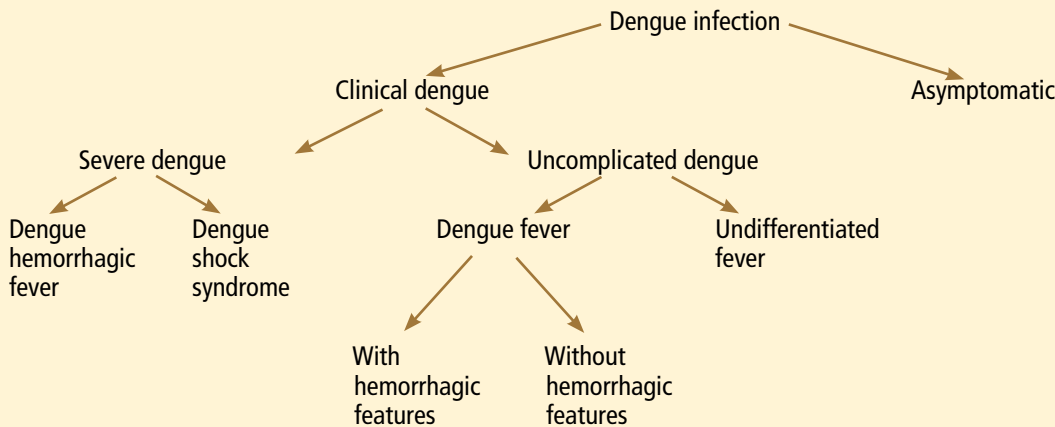 Dengue infection
Clinical dengue
Asymptomatic
Severe dengue
Uncomplicated dengue
Dengue
hemorrhagic
fever
Dengue
shock
syndrome
Dengue fever
Undifferentiated
fever
With
hemorrhagic
features
Without
hemorrhagic
features